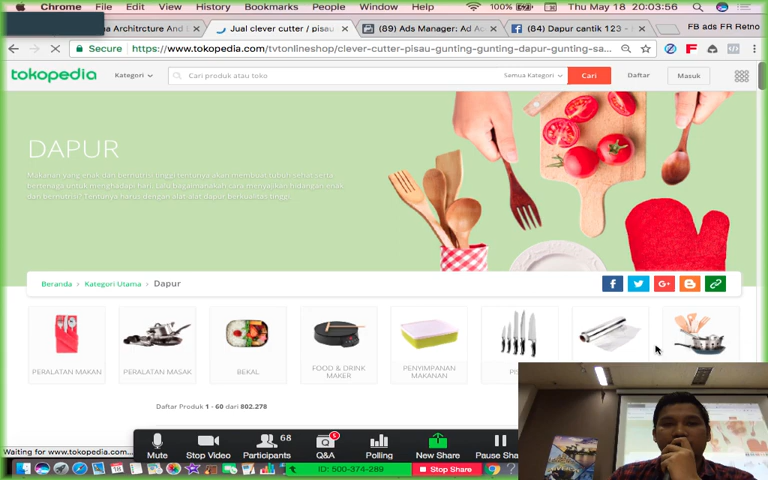 Chrome File Edit View History Bookmarks People Window Help 100% Thu May 18 20:03:56
na Architrcture And I
Jual clever cutter / pisau
(89) Ads Manager: Ad Ac
(84) Dapur cantik 123 -
FB ads FR Retno
Secure https://www.tokopedia.com/tvtonlineshop/clever-cutter-pisau-gunting-gunting-dapur-gunting-sa...
tokopedia Kategori Cari produk atau toko Semua Kategori Cari Daftar Masuk
DAPUR
Beranda › Kategori Utama › Dapur
PERALATAN MAKAN
PERALATAN MASAK
BEKAL
FOOD & DRINK MAKER
PENYIMPANAN MAKANAN
Daftar Produk 1 - 60 dari 802.278
Waiting for www.tokopedia.com...
Mute
Stop Video
68
Participants
Q&A
Polling
New Share
Pause Sha
ID: 500-374-289
Stop Share